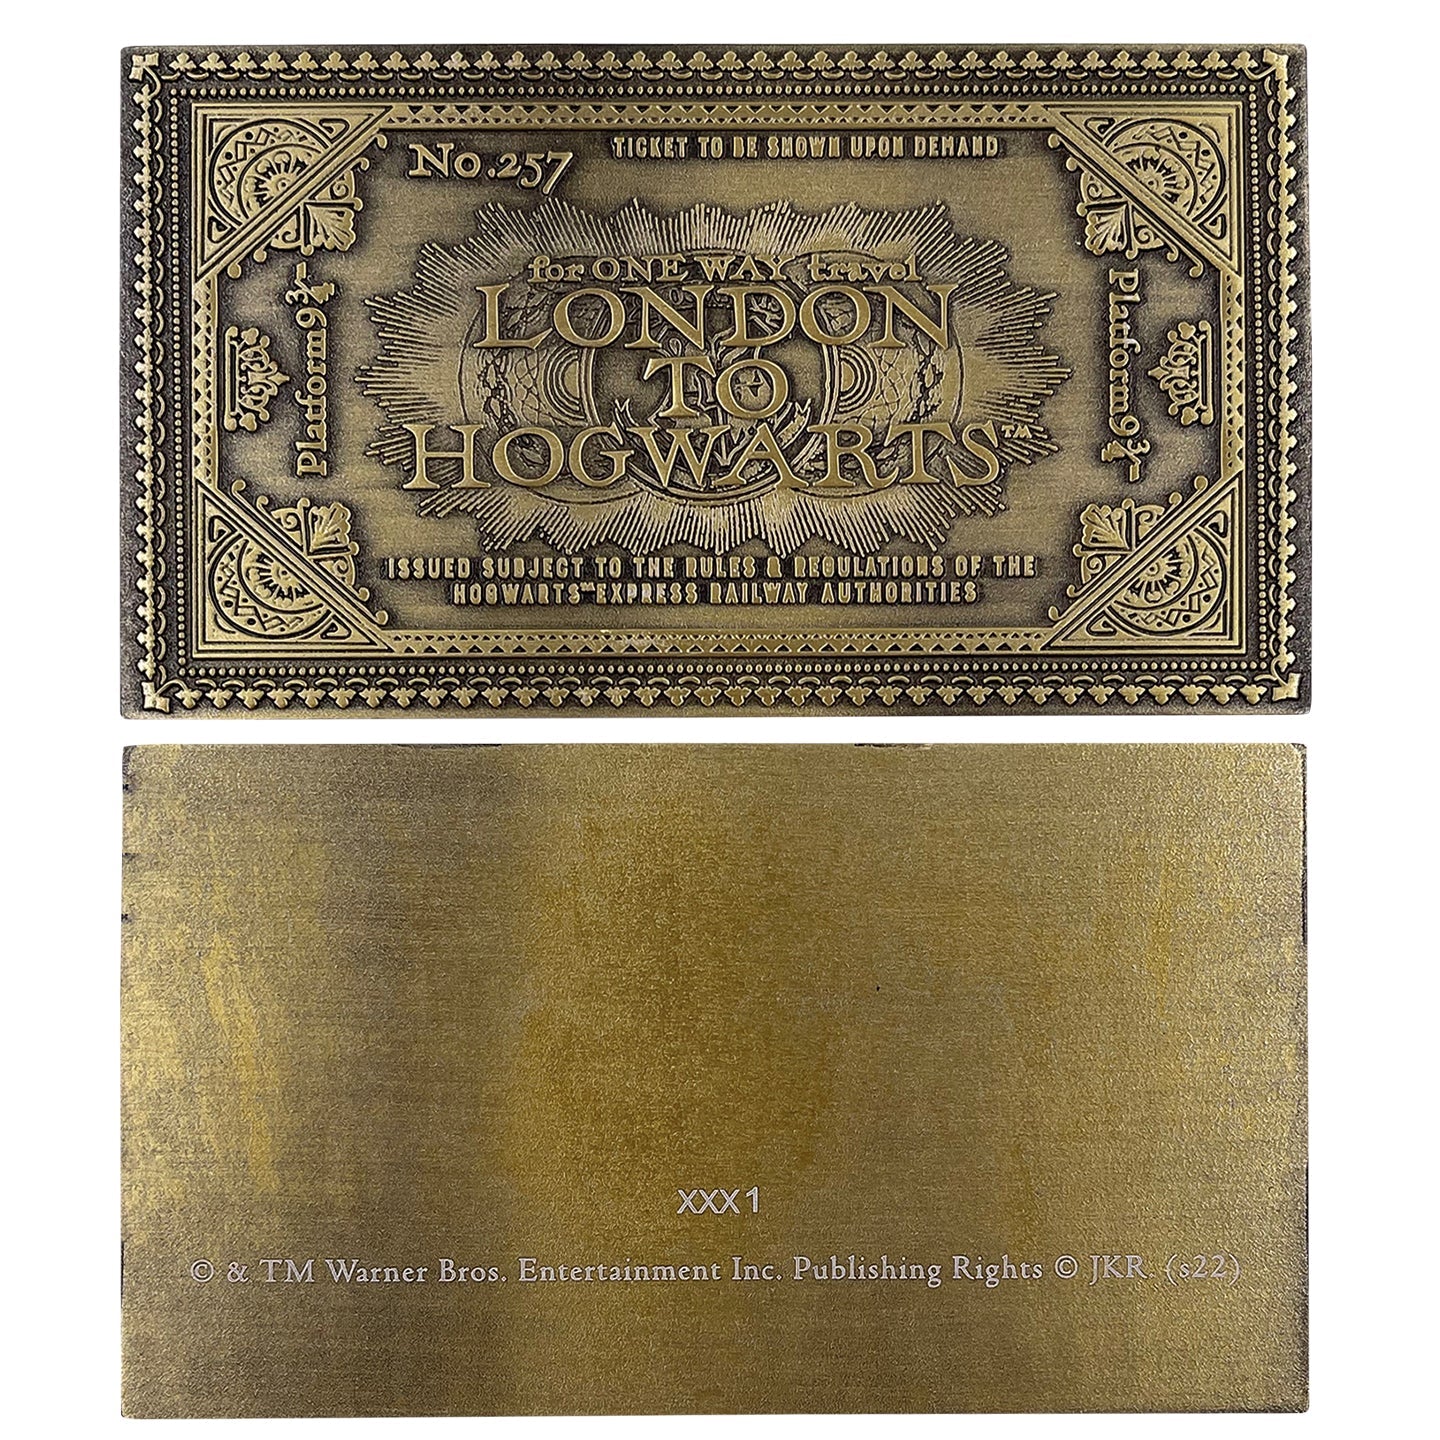 No.257
TICKET TO BE SHOWN UPON DEMAND
for ONE WAY travel
LONDON
TO
HOGWARTS™
Platform 9¾
Platform 9¾
ISSUED SUBJECT TO THE RULES & REGULATIONS OF THE
HOGWARTS™ EXPRESS RAILWAY AUTHORITIES
XXX1
© & TM Warner Bros. Entertainment Inc. Publishing Rights © JKR. (s22)